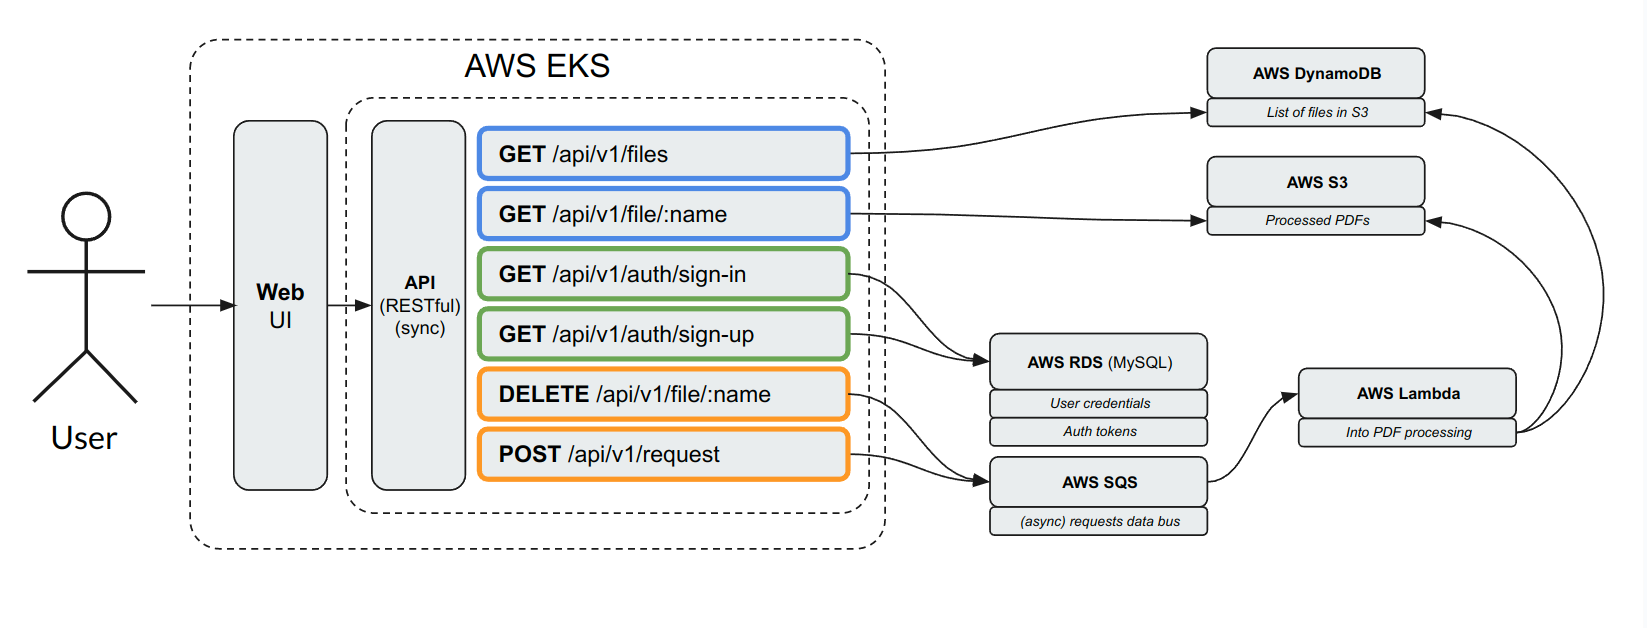 AWS EKS
User
Web
UI
API
(RESTful)
(sync)
GET /api/v1/files
GET /api/v1/file/:name
GET /api/v1/auth/sign-in
GET /api/v1/auth/sign-up
DELETE /api/v1/file/:name
POST /api/v1/request
AWS DynamoDB
List of files in S3
AWS S3
Processed PDFs
AWS RDS (MySQL)
User credentials
Auth tokens
AWS SQS
(async) requests data bus
AWS Lambda
Into PDF processing